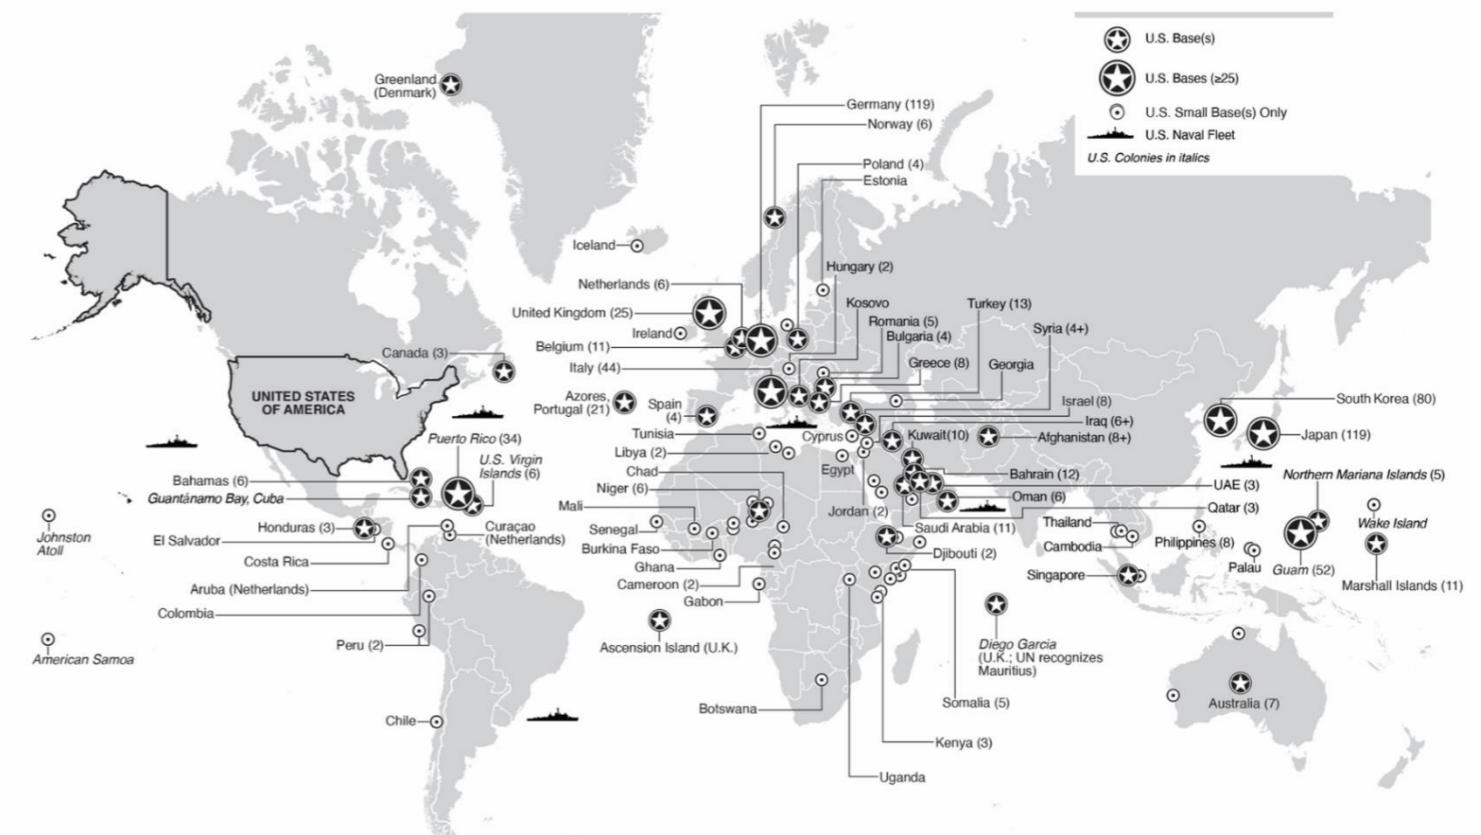 U.S. Base(s)
U.S. Bases (≥25)
U.S. Small Base(s) Only
U.S. Naval Fleet
U.S. Colonies in italics
Greenland
(Denmark)
Germany (119)
Norway (6)
Poland (4)
Estonia
Iceland
Hungary (2)
Netherlands (6)
Kosovo
Turkey (13)
United Kingdom (25)
Romania (5)
Syria (4+)
Ireland
Bulgaria (4)
Belgium (11)
Canada (3)
Greece (8)
Georgia
Italy (44)
UNITED STATES
OF AMERICA
Azores,
Portugal (21)
Spain
(4)
Israel (8)
South Korea (80)
Iraq (6+)
Tunisia
Cyprus
Kuwait(10)
Afghanistan (8+)
Japan (119)
Puerto Rico (34)
Libya (2)
U.S. Virgin
Islands (6)
Chad
Egypt
Bahrain (12)
Northern Mariana Islands (5)
Bahamas (6)
Niger (6)
UAE (3)
Guantánamo Bay, Cuba
Oman (6)
Mali
Jordan (2)
Qatar (3)
Honduras (3)
Curaçao
(Netherlands)
Senegal
Saudi Arabia (11)
Thailand
Wake Island
Johnston
Atoll
El Salvador
Burkina Faso
Djibouti (2)
Cambodia
Philippines (8)
Costa Rica
Ghana
Palau
Guam (52)
Singapore
Cameroon (2)
Marshall Islands (11)
Aruba (Netherlands)
Gabon
Colombia
Peru (2)
Ascension Island (U.K.)
Diego Garcia
(U.K.; UN recognizes
Mauritius)
American Samoa
Somalia (5)
Australia (7)
Botswana
Chile
Kenya (3)
Uganda